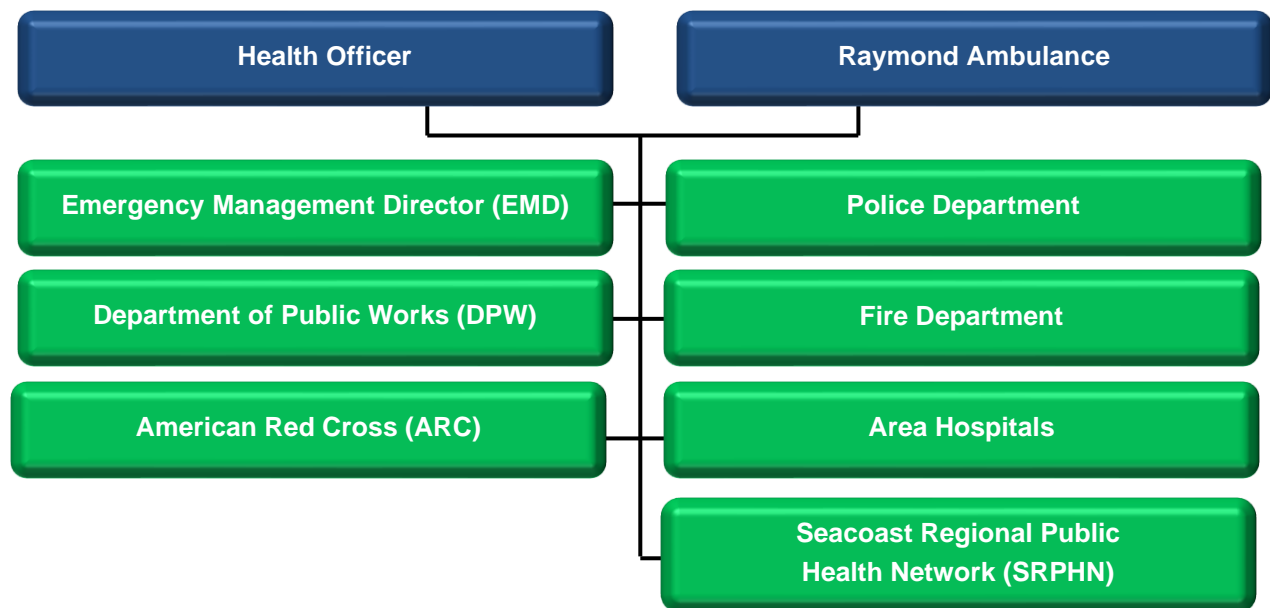 Health Officer
Raymond Ambulance
Emergency Management Director (EMD)
Police Department
Department of Public Works (DPW)
Fire Department
American Red Cross (ARC)
Area Hospitals
Seacoast Regional Public
Health Network (SRPHN)